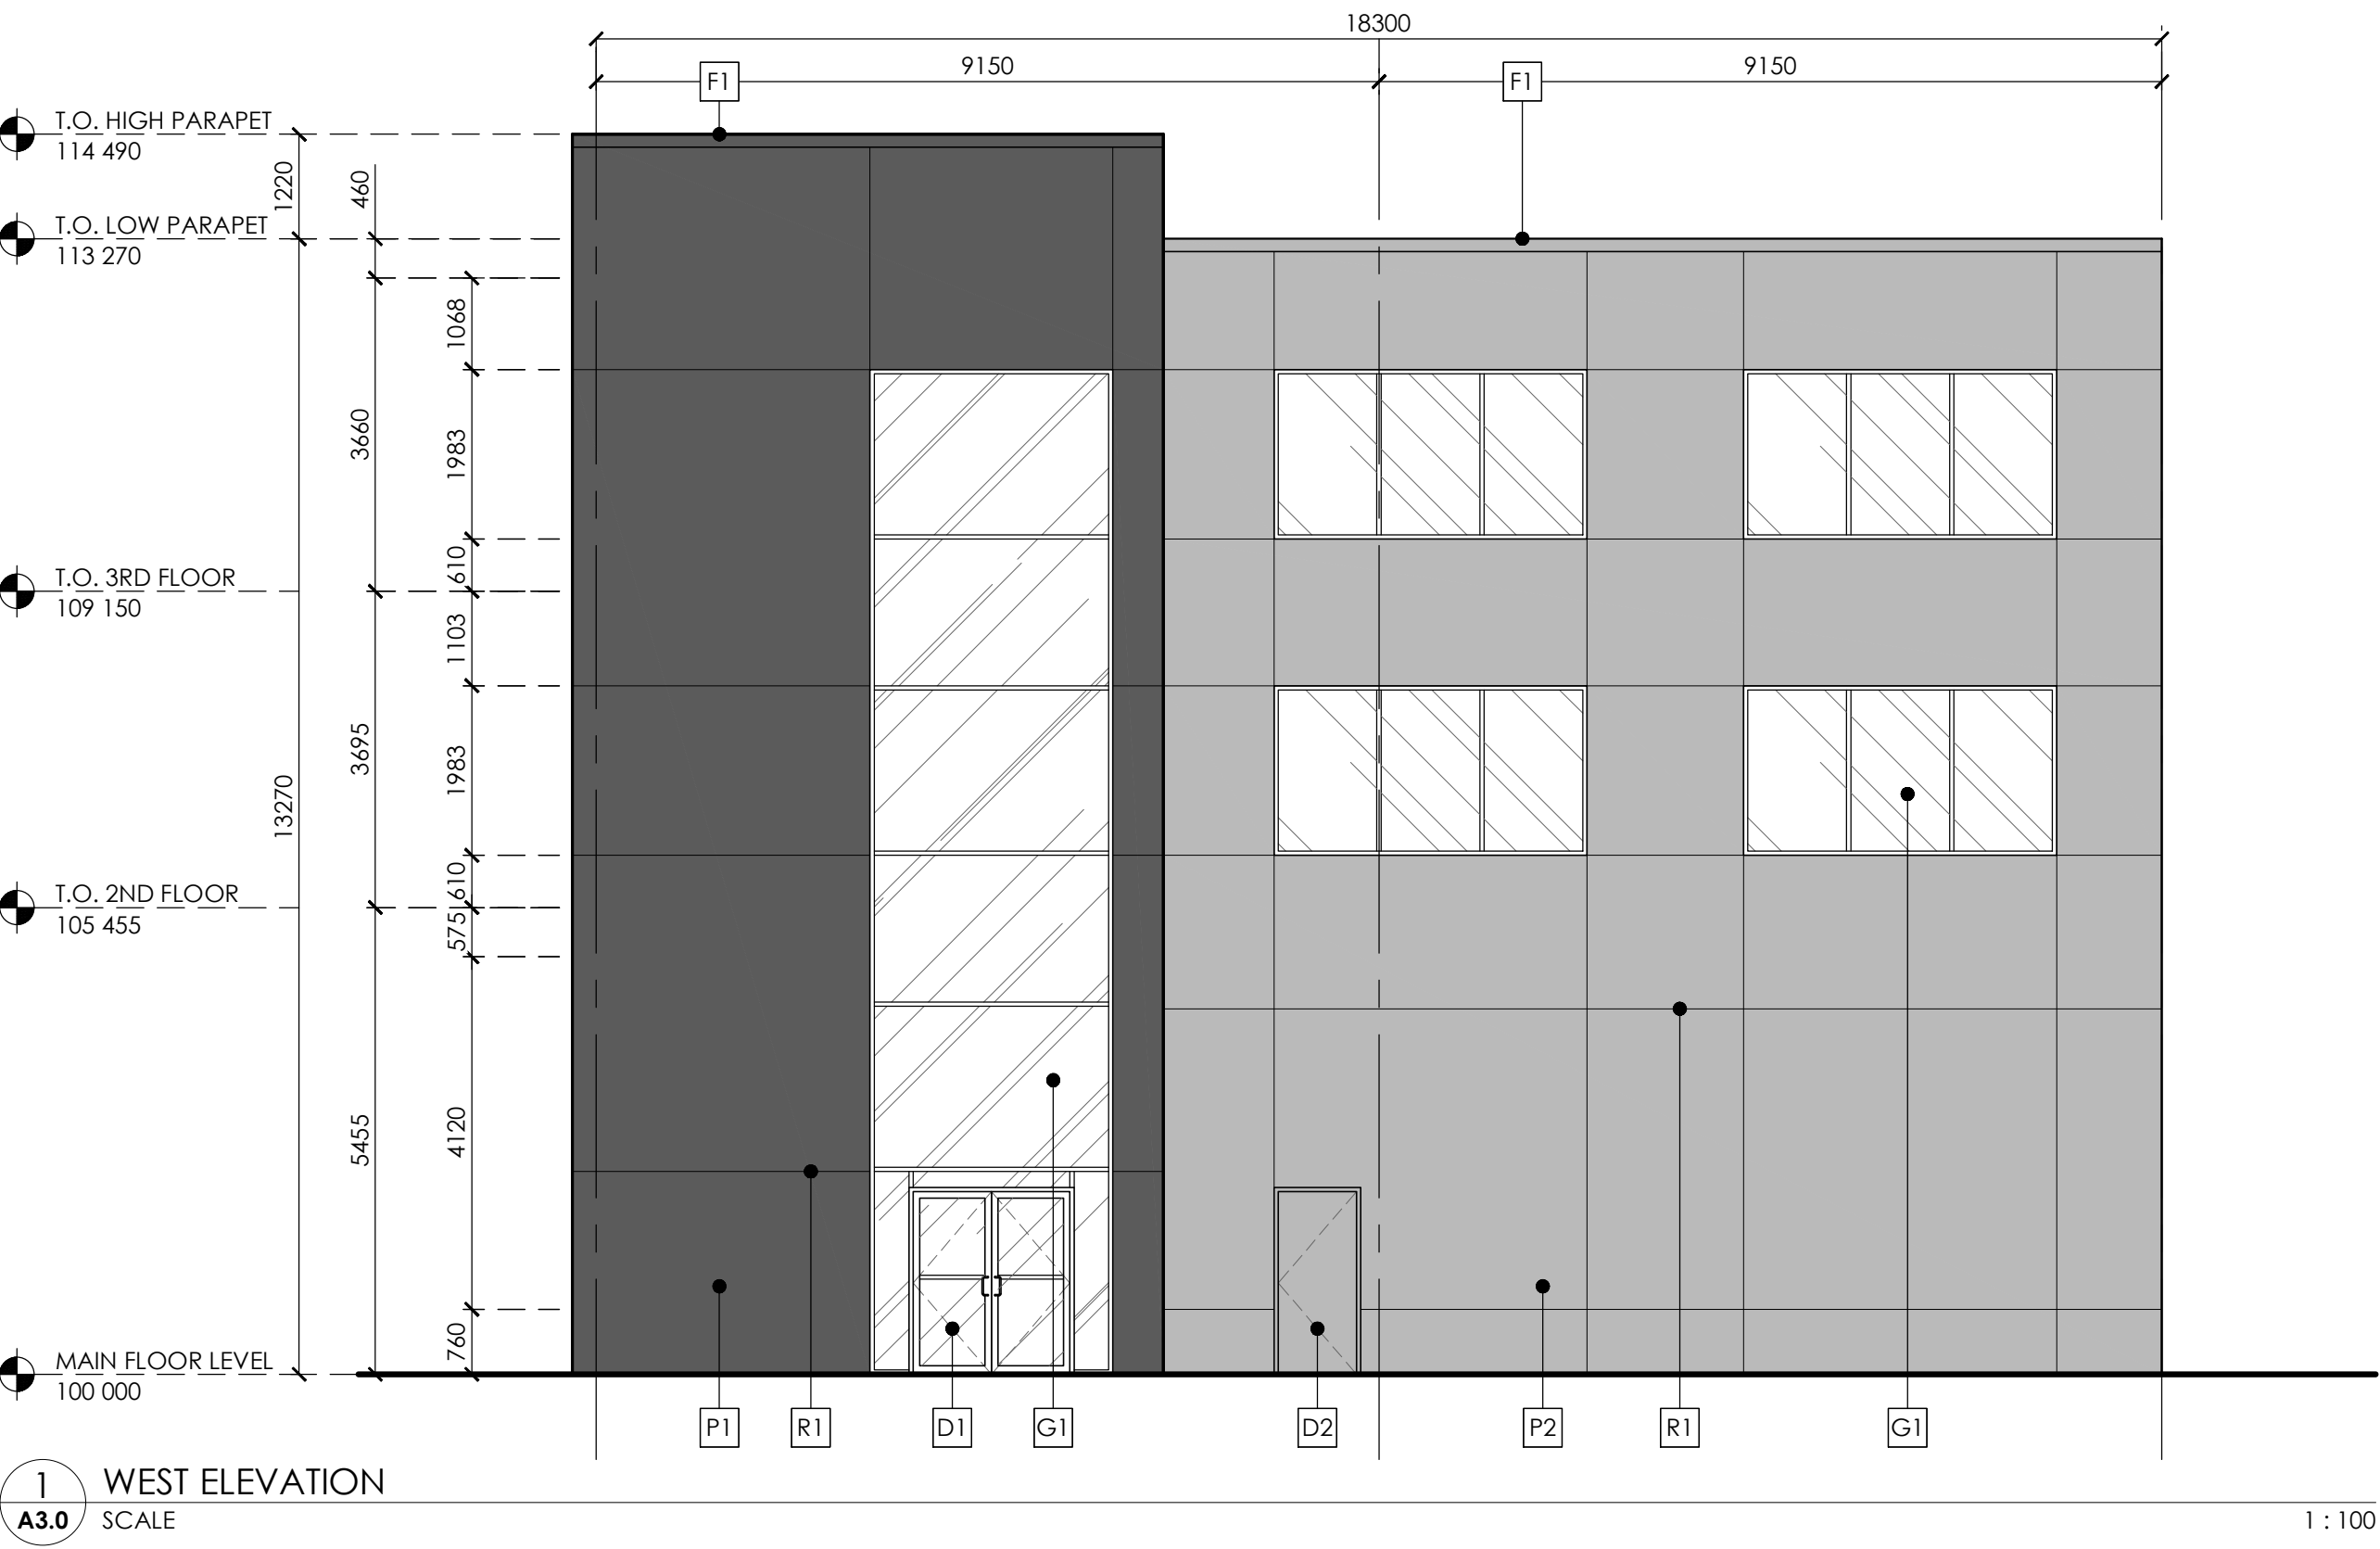 18300
9150
9150
F1
F1
T.O. HIGH PARAPET
114 490
1220
460
T.O. LOW PARAPET
113 270
1068
3660
1983
610
T.O. 3RD FLOOR
109 150
1103
3695
1983
13270
610
T.O. 2ND FLOOR
105 455
575
5455
4120
760
MAIN FLOOR LEVEL
100 000
P1
R1
D1
G1
D2
P2
R1
G1
1
WEST ELEVATION
A3.0
SCALE
1 : 100